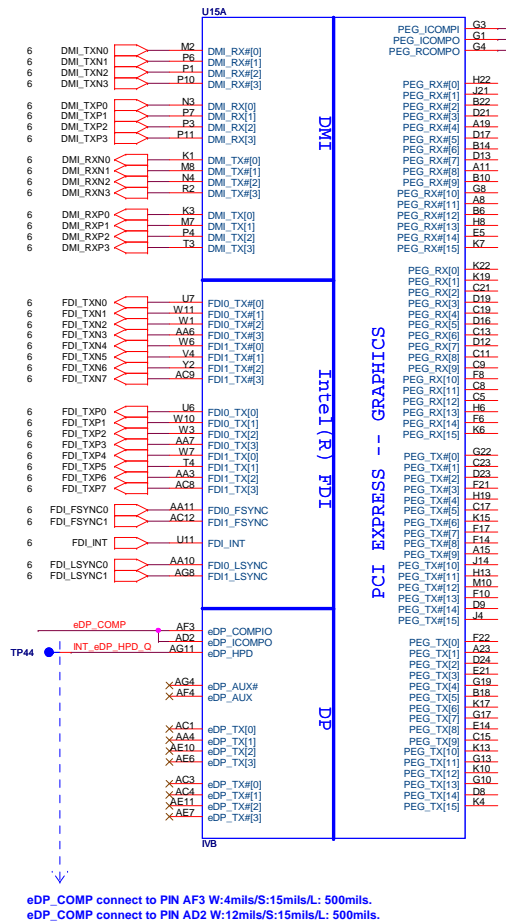 U15A
6 DMI_TXN0 M2 DMI_RX#[0]
6 DMI_TXN1 P6 DMI_RX#[1]
6 DMI_TXN2 P1 DMI_RX#[2]
6 DMI_TXN3 P10 DMI_RX#[3]
6 DMI_TXP0 N3 DMI_RX[0]
6 DMI_TXP1 P7 DMI_RX[1]
6 DMI_TXP2 P3 DMI_RX[2]
6 DMI_TXP3 P11 DMI_RX[3]
6 DMI_RXN0 K1 DMI_TX#[0]
6 DMI_RXN1 M8 DMI_TX#[1]
6 DMI_RXN2 N4 DMI_TX#[2]
6 DMI_RXN3 R2 DMI_TX#[3]
6 DMI_RXP0 K3 DMI_TX[0]
6 DMI_RXP1 M7 DMI_TX[1]
6 DMI_RXP2 P4 DMI_TX[2]
6 DMI_RXP3 T3 DMI_TX[3]
DMI
6 FDI_TXN0 U7 FDI0_TX#[0]
6 FDI_TXN1 W11 FDI0_TX#[1]
6 FDI_TXN2 W1 FDI0_TX#[2]
6 FDI_TXN3 AA6 FDI0_TX#[3]
6 FDI_TXN4 W6 FDI1_TX#[0]
6 FDI_TXN5 V4 FDI1_TX#[1]
6 FDI_TXN6 Y2 FDI1_TX#[2]
6 FDI_TXN7 AC9 FDI1_TX#[3]
6 FDI_TXP0 U6 FDI0_TX[0]
6 FDI_TXP1 W10 FDI0_TX[1]
6 FDI_TXP2 W3 FDI0_TX[2]
6 FDI_TXP3 AA7 FDI0_TX[3]
6 FDI_TXP4 W7 FDI1_TX[0]
6 FDI_TXP5 T4 FDI1_TX[1]
6 FDI_TXP6 AA3 FDI1_TX[2]
6 FDI_TXP7 AC8 FDI1_TX[3]
6 FDI_FSYNC0 AA11 FDI0_FSYNC
6 FDI_FSYNC1 AC12 FDI1_FSYNC
6 FDI_INT U11 FDI_INT
6 FDI_LSYNC0 AA10 FDI0_LSYNC
6 FDI_LSYNC1 AG8 FDI1_LSYNC
Intel(R) FDI
eDP_COMP AF3 eDP_COMPIO
AD2 eDP_ICOMPO
TP44 INT_eDP_HPD_Q AG11 eDP_HPD
AG4 eDP_AUX#
AF4 eDP_AUX
AC1 eDP_TX[0]
AA4 eDP_TX[1]
AE10 eDP_TX[2]
AE6 eDP_TX[3]
AC3 eDP_TX#[0]
AC4 eDP_TX#[1]
AE11 eDP_TX#[2]
AE7 eDP_TX#[3]
DP
PCI EXPRESS -- GRAPHICS
PEG_ICOMPI G3
PEG_ICOMPO G1
PEG_RCOMPO G4
PEG_RX#[0] H22
PEG_RX#[1] J21
PEG_RX#[2] B22
PEG_RX#[3] D21
PEG_RX#[4] A19
PEG_RX#[5] D17
PEG_RX#[6] B14
PEG_RX#[7] D13
PEG_RX#[8] A11
PEG_RX#[9] B10
PEG_RX#[10] G8
PEG_RX#[11] A8
PEG_RX#[12] B6
PEG_RX#[13] H8
PEG_RX#[14] E5
PEG_RX#[15] K7
PEG_RX[0] K22
PEG_RX[1] K19
PEG_RX[2] C21
PEG_RX[3] D19
PEG_RX[4] C19
PEG_RX[5] D16
PEG_RX[6] C13
PEG_RX[7] D12
PEG_RX[8] C11
PEG_RX[9] C9
PEG_RX[10] F8
PEG_RX[11] C8
PEG_RX[12] C5
PEG_RX[13] H6
PEG_RX[14] F6
PEG_RX[15] K6
PEG_TX#[0] G22
PEG_TX#[1] C23
PEG_TX#[2] D23
PEG_TX#[3] F21
PEG_TX#[4] H19
PEG_TX#[5] C17
PEG_TX#[6] K15
PEG_TX#[7] F17
PEG_TX#[8] F14
PEG_TX#[9] A15
PEG_TX#[10] J14
PEG_TX#[11] H13
PEG_TX#[12] M10
PEG_TX#[13] F10
PEG_TX#[14] D9
PEG_TX#[15] J4
PEG_TX[0] F22
PEG_TX[1] A23
PEG_TX[2] D24
PEG_TX[3] E21
PEG_TX[4] G19
PEG_TX[5] B18
PEG_TX[6] K17
PEG_TX[7] G17
PEG_TX[8] E14
PEG_TX[9] C15
PEG_TX[10] K13
PEG_TX[11] G13
PEG_TX[12] K10
PEG_TX[13] G10
PEG_TX[14] D8
PEG_TX[15] K4
IVB
eDP_COMP connect to PIN AF3 W:4mils/S:15mils/L: 500mils.
eDP_COMP connect to PIN AD2 W:12mils/S:15mils/L: 500mils.